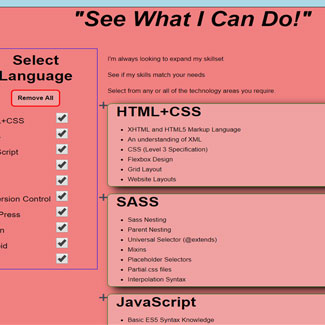 "See What I Can Do!"
Select
Language
Remove All
L+CSS
Script
ersion Control
Press
n
oid
I'm always looking to expand my skillset
See if my skills match your needs
Select from any or all of the technology areas you require.
HTML+CSS
XHTML and HTML5 Markup Language
An understanding of XML
CSS (Level 3 Specification)
Flexbox Design
Grid Layout
Website Layouts
SASS
Sass Nesting
Parent Nesting
Universal Selector (@extends)
Mixins
Placeholder Selectors
Partial css files
Interpolation Syntax
JavaScript
Basic ES5 Syntax Knowledge